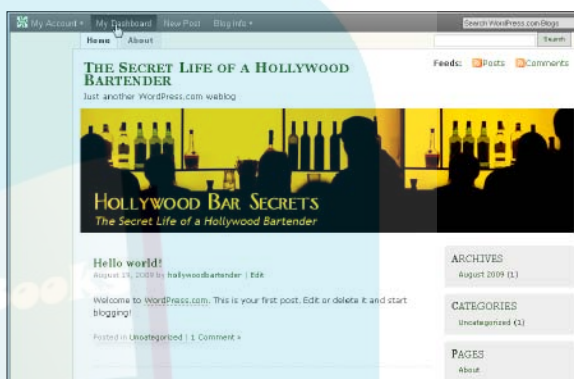 My Account ▾ My Dashboard New Post Blog Info ▾ Search WordPress.com Blogs
Home About Search
THE SECRET LIFE OF A HOLLYWOOD BARTENDER
Just another WordPress.com weblog
Feeds: Posts Comments
HOLLYWOOD BAR SECRETS
The Secret Life of a Hollywood Bartender
Hello world!
August 25, 2009 by hollywoodbartender | Edit
Welcome to WordPress.com. This is your first post. Edit or delete it and start
blogging!
Posted in Uncategorized | 1 Comment »
ARCHIVES
August 2009 (1)
CATEGORIES
Uncategorized (1)
PAGES
About
ooks